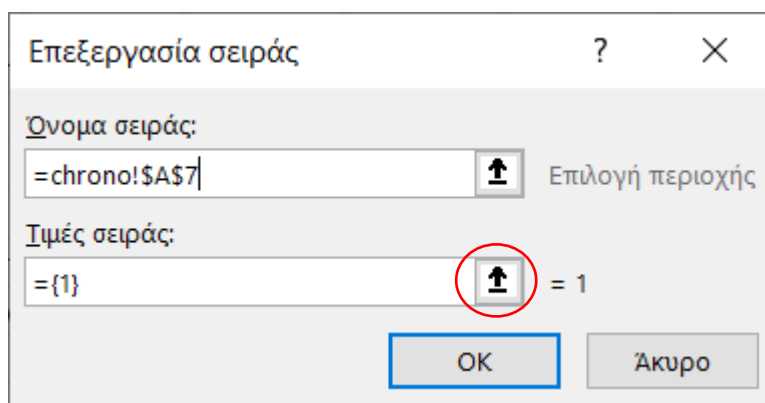 Επεξεργασία σειράς ? ×
Όνομα σειράς:
=chrono!$A$7 Επιλογή περιοχής
Τιμές σειράς:
={1} = 1
OK Άκυρο